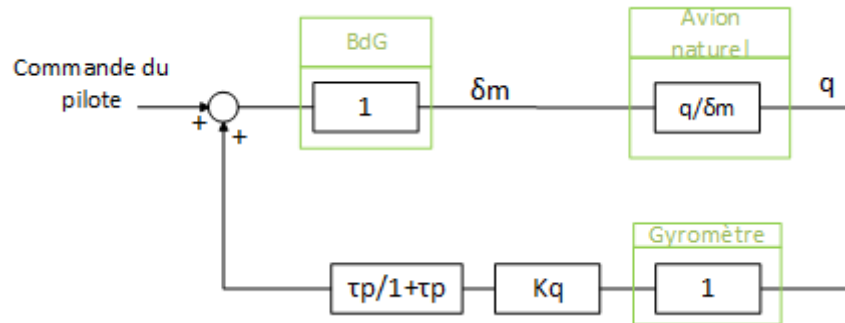 BdG
Avion
naturel
Commande du
pilote
+
+
1
δm
q/δm
q
Gyromètre
τp/1+τp
Kq
1